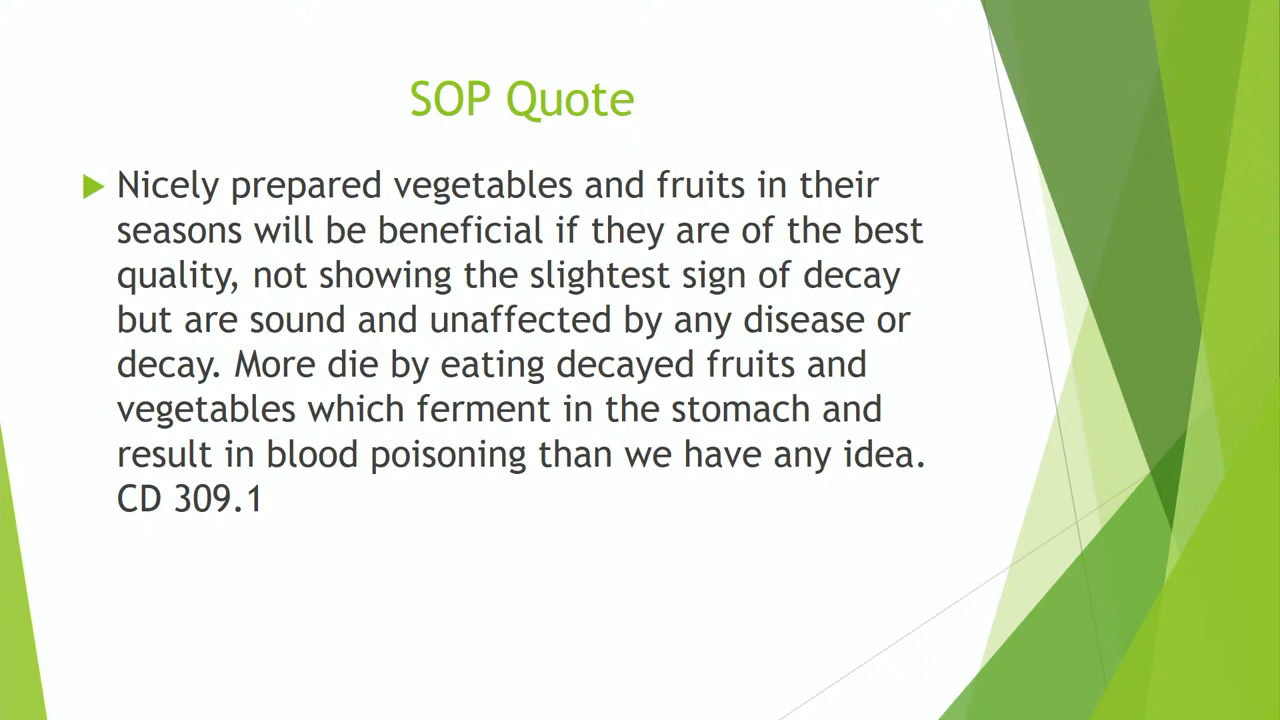 SOP Quote
Nicely prepared vegetables and fruits in their
seasons will be beneficial if they are of the best
quality, not showing the slightest sign of decay
but are sound and unaffected by any disease or
decay. More die by eating decayed fruits and
vegetables which ferment in the stomach and
result in blood poisoning than we have any idea.
CD 309.1